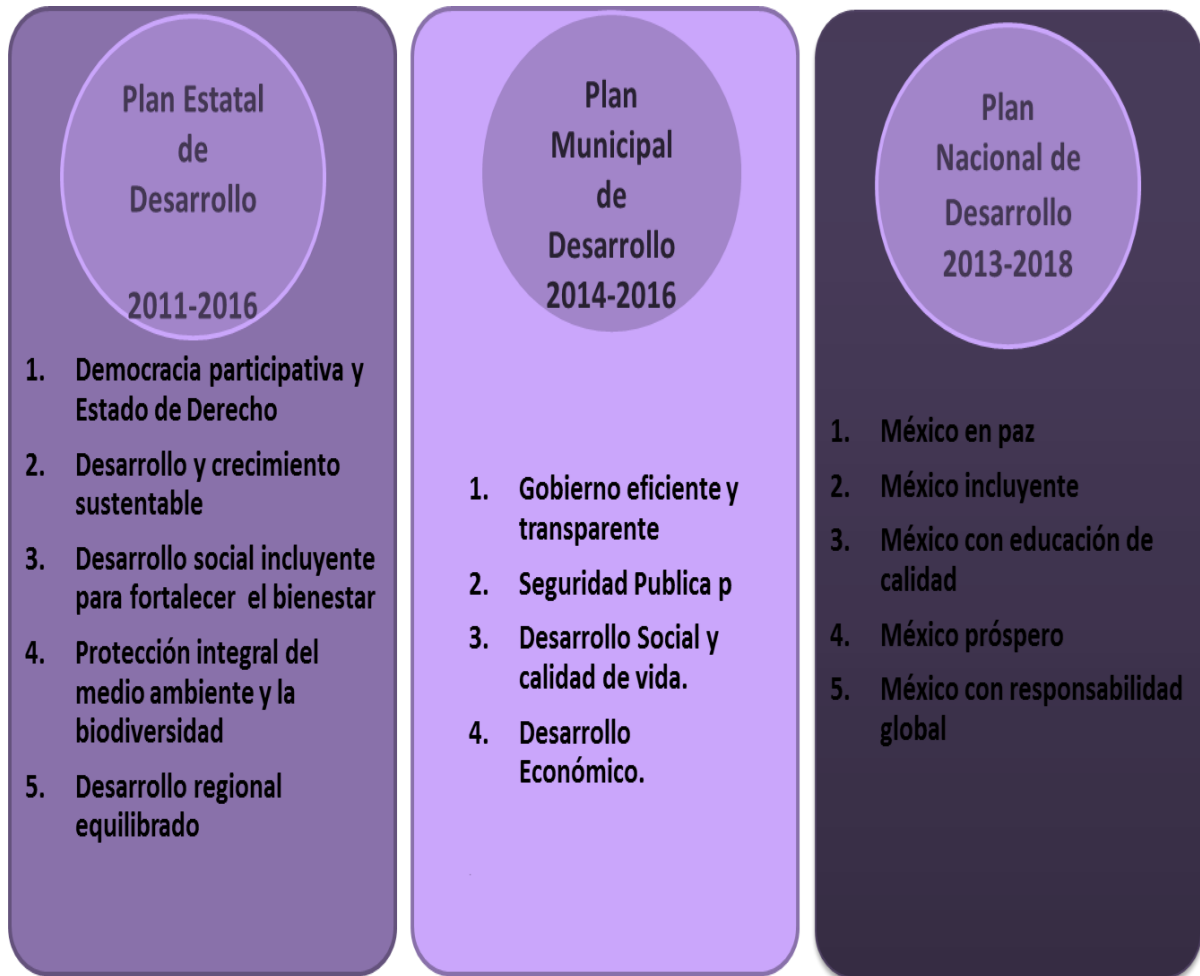 Plan Estatal
de
Desarrollo
2011-2016
1. Democracia participativa y
Estado de Derecho
2. Desarrollo y crecimiento
sustentable
3. Desarrollo social incluyente
para fortalecer el bienestar
4. Protección integral del
medio ambiente y la
biodiversidad
5. Desarrollo regional
equilibrado
Plan
Municipal
de
Desarrollo
2014-2016
1. Gobierno eficiente y
transparente
2. Seguridad Publica p
3. Desarrollo Social y
calidad de vida.
4. Desarrollo
Económico.
Plan
Nacional de
Desarrollo
2013-2018
1. México en paz
2. México incluyente
3. México con educación de
calidad
4. México próspero
5. México con responsabilidad
global